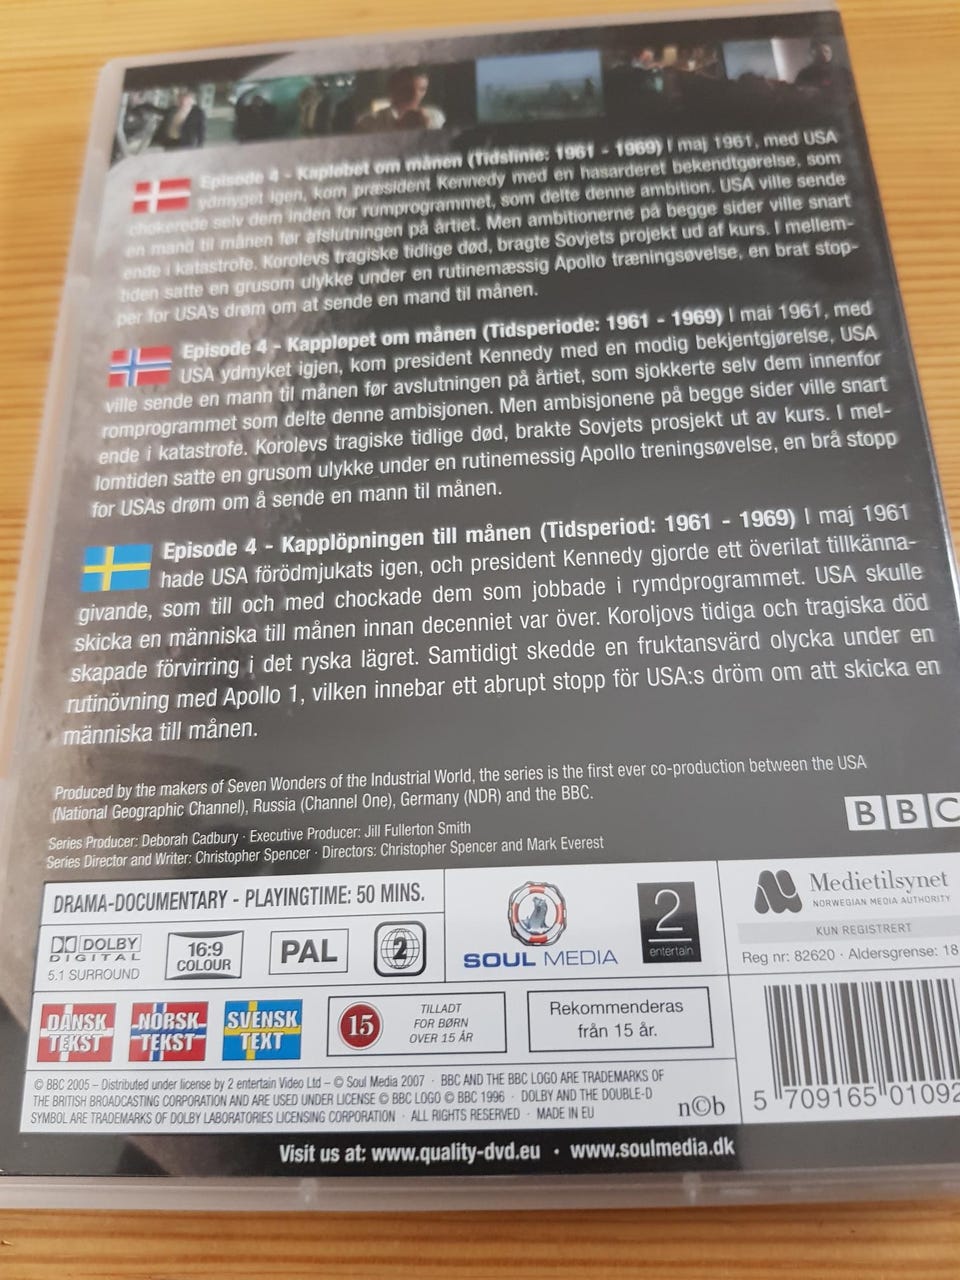 Episode 4 - Kapløbet om månen (Tidslinie: 1961 - 1969) I maj 1961, med USA
ydmyget igen, kom præsident Kennedy med en hasarderet bekendtgørelse, som
chokerede selv dem inden for rumprogrammet, som delte denne ambition. USA ville sende
en mand til månen før afslutningen på årtiet. Men ambitionerne på begge sider ville snart
ende i katastrofe. Korolevs tragiske tidlige død, bragte Sovjets projekt ud af kurs. I mellem-
tiden satte en grusom ulykke under en rutinemæssig Apollo træningsøvelse, en brat stop-
per for USA's drøm om at sende en mand til månen.
Episode 4 - Kappløpet om månen (Tidsperiode: 1961 - 1969) I mai 1961, med
USA ydmyket igjen, kom president Kennedy med en modig bekjentgjørelse, USA
ville sende en mann til månen før avslutningen på årtiet, som sjokkerte selv dem innenfor
romprogrammet som delte denne ambisjonen. Men ambisjonene på begge sider ville snart
ende i katastrofe. Korolevs tragiske tidlige død, brakte Sovjets prosjekt ut av kurs. I mel-
lomtiden satte en grusom ulykke under en rutinemessig Apollo treningsøvelse, en brå stopp
for USAs drøm om å sende en mann til månen.
Episode 4 - Kapplöpningen till månen (Tidsperiod: 1961 - 1969) I maj 1961
hade USA förödmjukats igen, och president Kennedy gjorde ett överilat tillkänna-
givande, som till och med chockade dem som jobbade i rymdprogrammet. USA skulle
skicka en människa till månen innan decenniet var över. Koroljovs tidiga och tragiska död
skapade förvirring i det ryska lägret. Samtidigt skedde en fruktansvärd olycka under en
rutinövning med Apollo 1, vilken innebar ett abrupt stopp för USA:s dröm om att skicka en
människa till månen.
Produced by the makers of Seven Wonders of the Industrial World, the series is the first ever co-production between the USA
(National Geographic Channel), Russia (Channel One), Germany (NDR) and the BBC.
Series Producer: Deborah Cadbury · Executive Producer: Jill Fullerton Smith
Series Director and Writer: Christopher Spencer · Directors: Christopher Spencer and Mark Everest
BBC
DRAMA-DOCUMENTARY - PLAYINGTIME: 50 MINS.
DOLBY
DIGITAL
5.1 SURROUND
16:9
COLOUR
PAL
2
SOUL MEDIA
2
entertain
Medietilsynet
NORWEGIAN MEDIA AUTHORITY
KUN REGISTRERT
Reg nr: 82620 · Aldersgrense: 18
DANSK
TEKST
NORSK
TEKST
SVENSK
TEXT
15
TILLADT
FOR BØRN
OVER 15 ÅR
Rekommenderas
från 15 år.
5 709165 01092
© BBC 2005 – Distributed under license by 2 entertain Video Ltd – © Soul Media 2007 · BBC AND THE BBC LOGO ARE TRADEMARKS OF
THE BRITISH BROADCASTING CORPORATION AND ARE USED UNDER LICENSE © BBC LOGO © BBC 1996 · DOLBY AND THE DOUBLE-D
SYMBOL ARE TRADEMARKS OF DOLBY LABORATORIES LICENSING CORPORATION · ALL RIGHTS RESERVED · MADE IN EU
n©b
Visit us at: www.quality-dvd.eu · www.soulmedia.dk